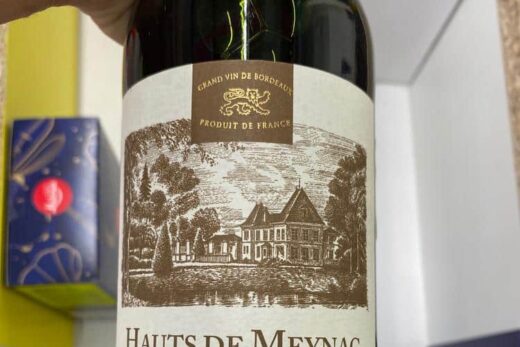 GRAND VIN DE BORDEAUX
PRODUIT DE FRANCE
HAUTS DE MEYNAC